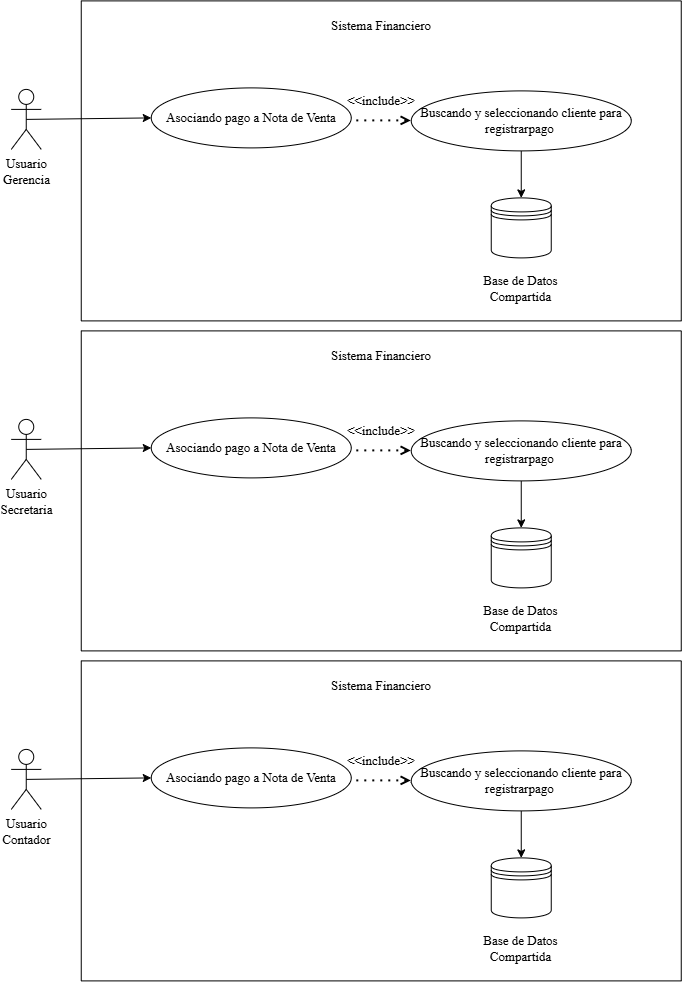 Sistema Financiero
<<include>>
Asociando pago a Nota de Venta
Buscando y seleccionando cliente para
registrarpago
Usuario
Gerencia
Base de Datos
Compartida
Sistema Financiero
<<include>>
Asociando pago a Nota de Venta
Buscando y seleccionando cliente para
registrarpago
Usuario
Secretaria
Base de Datos
Compartida
Sistema Financiero
<<include>>
Asociando pago a Nota de Venta
Buscando y seleccionando cliente para
registrarpago
Usuario
Contador
Base de Datos
Compartida